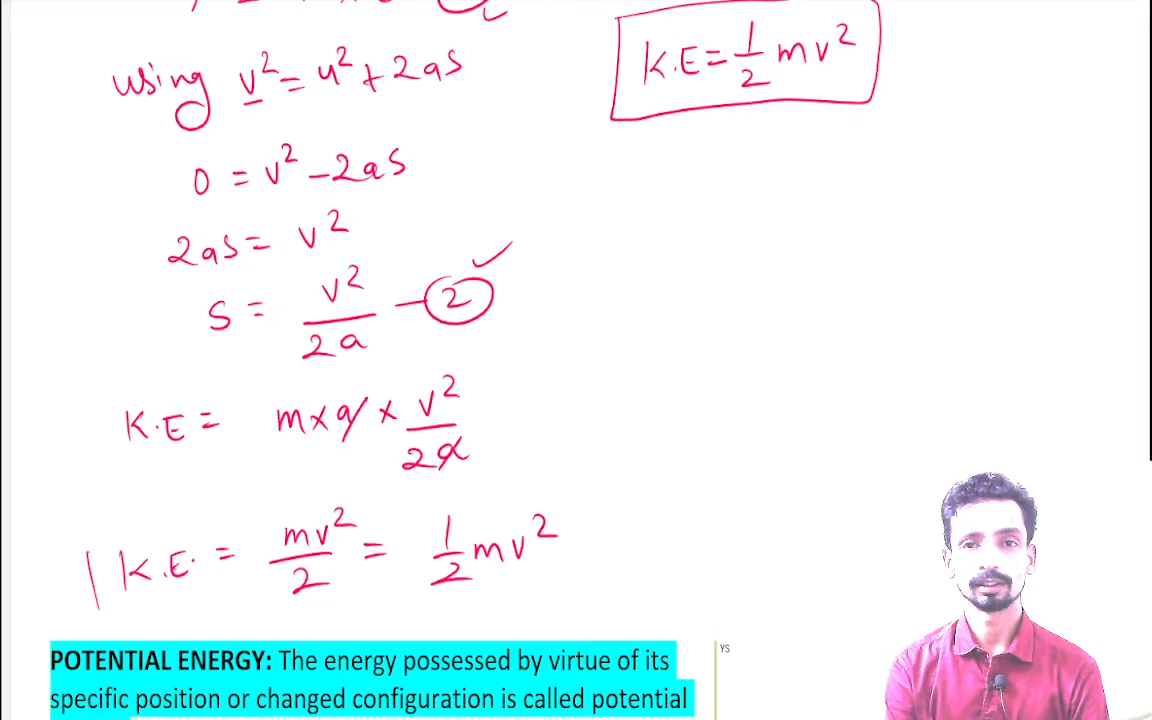 using v² = u² + 2as
0 = v² - 2as
2as = v²
s = v²/2a - 2 ✓
K.E = m x a x v²/2a
K.E. = mv²/2 = 1/2 mv²
K.E = 1/2 mv²
POTENTIAL ENERGY: The energy possessed by virtue of its
specific position or changed configuration is called potential
YS